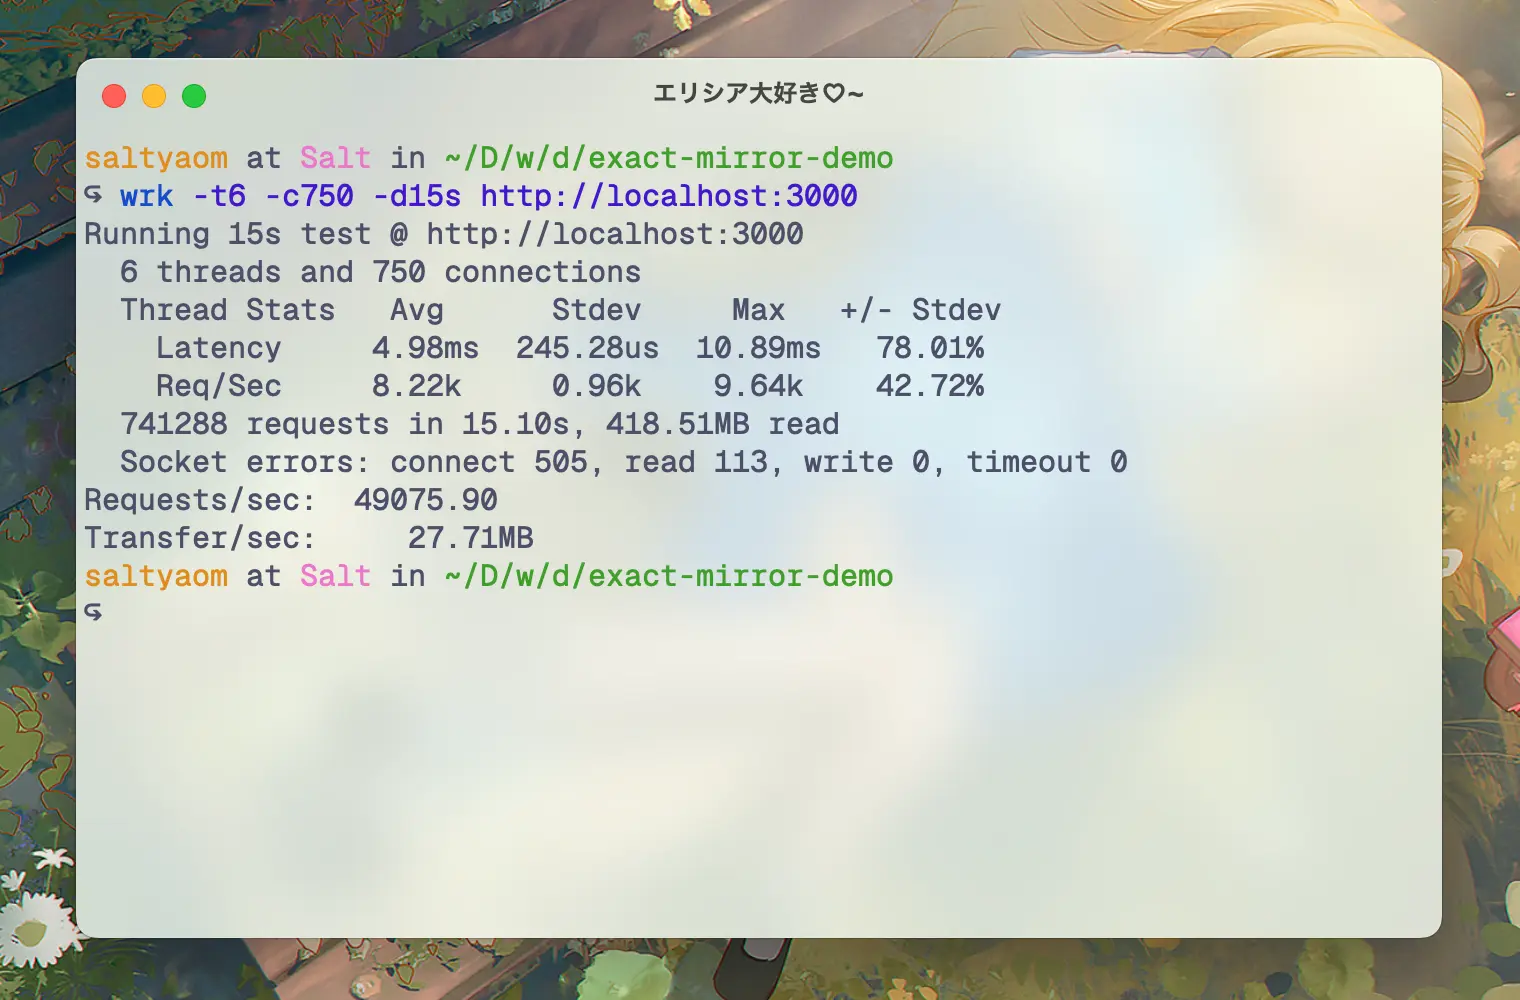 エリシア大好き♡~
saltyaom at Salt in ~/D/w/d/exact-mirror-demo
↪ wrk -t6 -c750 -d15s http://localhost:3000
Running 15s test @ http://localhost:3000
  6 threads and 750 connections
  Thread Stats   Avg      Stdev     Max   +/- Stdev
    Latency     4.98ms  245.28us  10.89ms   78.01%
    Req/Sec     8.22k     0.96k    9.64k    42.72%
  741288 requests in 15.10s, 418.51MB read
  Socket errors: connect 505, read 113, write 0, timeout 0
Requests/sec:  49075.90
Transfer/sec:     27.71MB
saltyaom at Salt in ~/D/w/d/exact-mirror-demo
↪